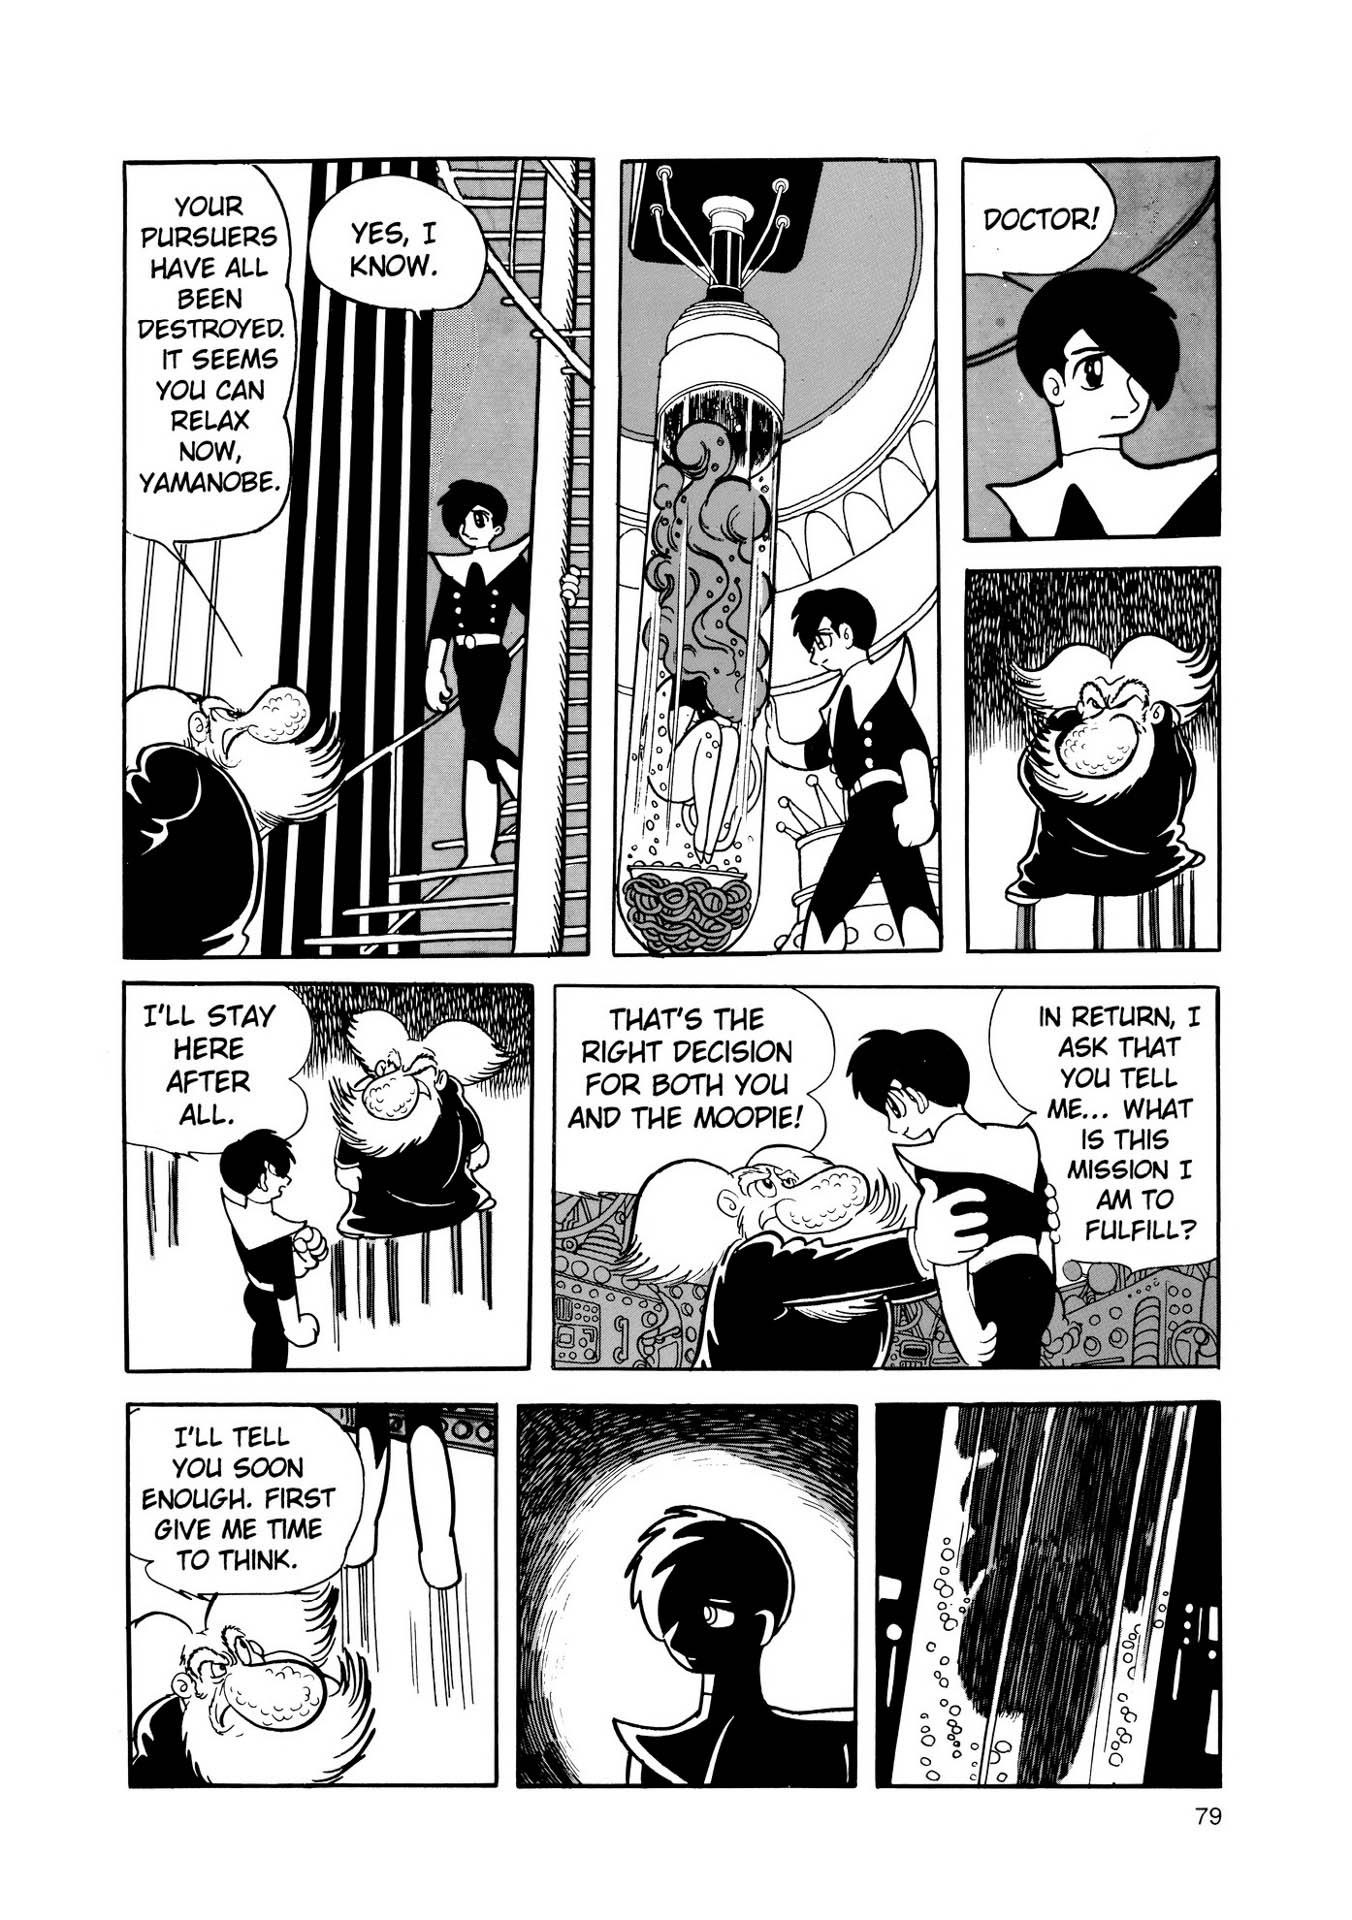 YOUR
PURSUERS
HAVE ALL
BEEN
DESTROYED.
IT SEEMS
YOU CAN
RELAX
NOW,
YAMANOBE.
YES, I
KNOW.
DOCTOR!
I'LL STAY
HERE
AFTER
ALL.
THAT'S THE
RIGHT DECISION
FOR BOTH YOU
AND THE MOOPIE!
IN RETURN, I
ASK THAT
YOU TELL
ME... WHAT
IS THIS
MISSION I
AM TO
FULFILL?
I'LL TELL
YOU SOON
ENOUGH. FIRST
GIVE ME TIME
TO THINK.
79